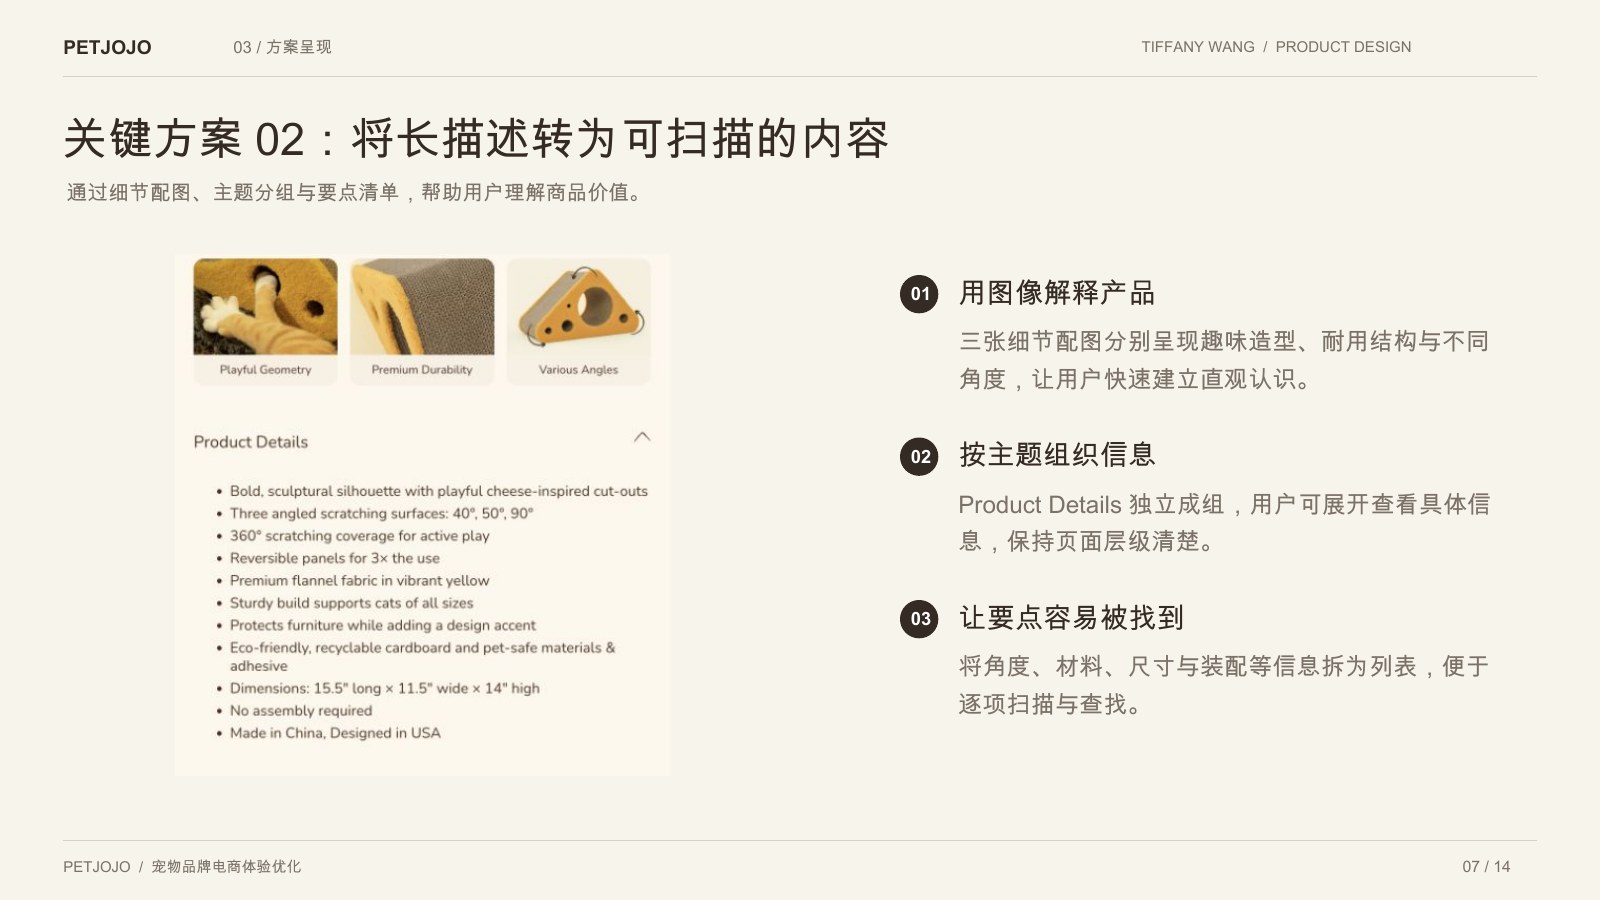 PETJOJO
03 / 方案呈现
TIFFANY WANG / PRODUCT DESIGN
关键方案 02：将长描述转为可扫描的内容
通过细节配图、主题分组与要点清单，帮助用户理解商品价值。
Playful Geometry
Premium Durability
Various Angles
Product Details
• Bold, sculptural silhouette with playful cheese-inspired cut-outs
• Three angled scratching surfaces: 40°, 50°, 90°
• 360° scratching coverage for active play
• Reversible panels for 3× the use
• Premium flannel fabric in vibrant yellow
• Sturdy build supports cats of all sizes
• Protects furniture while adding a design accent
• Eco-friendly, recyclable cardboard and pet-safe materials &
adhesive
• Dimensions: 15.5" long × 11.5" wide × 14" high
• No assembly required
• Made in China, Designed in USA
01 用图像解释产品
三张细节配图分别呈现趣味造型、耐用结构与不同
角度，让用户快速建立直观认识。
02 按主题组织信息
Product Details 独立成组，用户可展开查看具体信
息，保持页面层级清楚。
03 让要点容易被找到
将角度、材料、尺寸与装配等信息拆为列表，便于
逐项扫描与查找。
PETJOJO / 宠物品牌电商体验优化
07 / 14